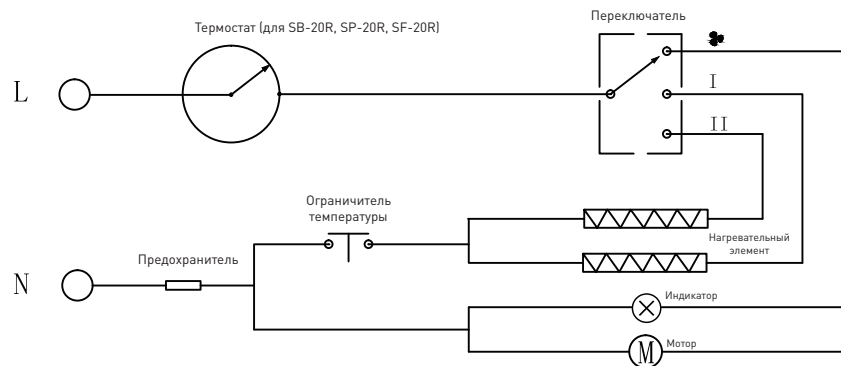 Термостат (для SB-20R, SP-20R, SF-20R)
Переключатель
L
I
II
Ограничитель
температуры
Нагревательный
элемент
Предохранитель
N
Индикатор
M
Мотор